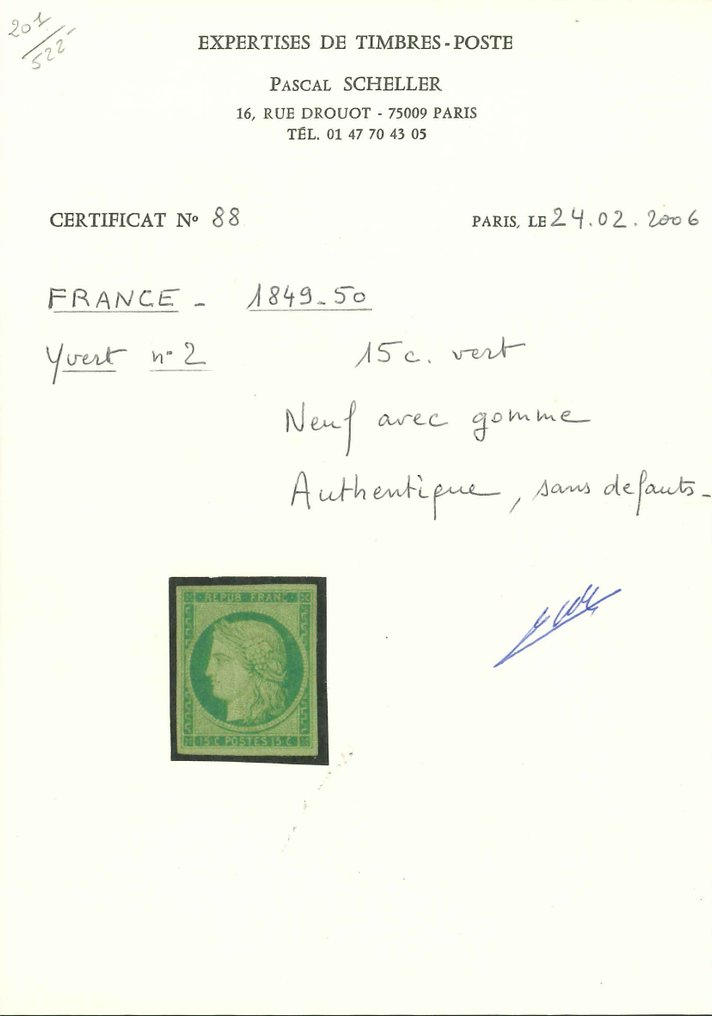 201
522-
EXPERTISES DE TIMBRES-POSTE
PASCAL SCHELLER
16, RUE DROUOT - 75009 PARIS
TÉL. 01 47 70 43 05
CERTIFICAT Nº 88
PARIS, LE 24.02.2006
FRANCE - 1849-50
Yvert nº 2 15c. vert
Neuf avec gomme
Authentique, sans defauts-
REPUB FRANC
15 C POSTES 15 C